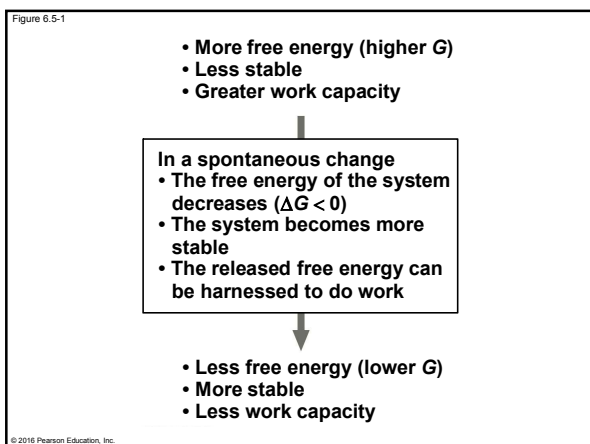 Figure 6.5-1
• More free energy (higher G)
• Less stable
• Greater work capacity
In a spontaneous change
• The free energy of the system
decreases (ΔG < 0)
• The system becomes more
stable
• The released free energy can
be harnessed to do work
• Less free energy (lower G)
• More stable
• Less work capacity
© 2016 Pearson Education, Inc.